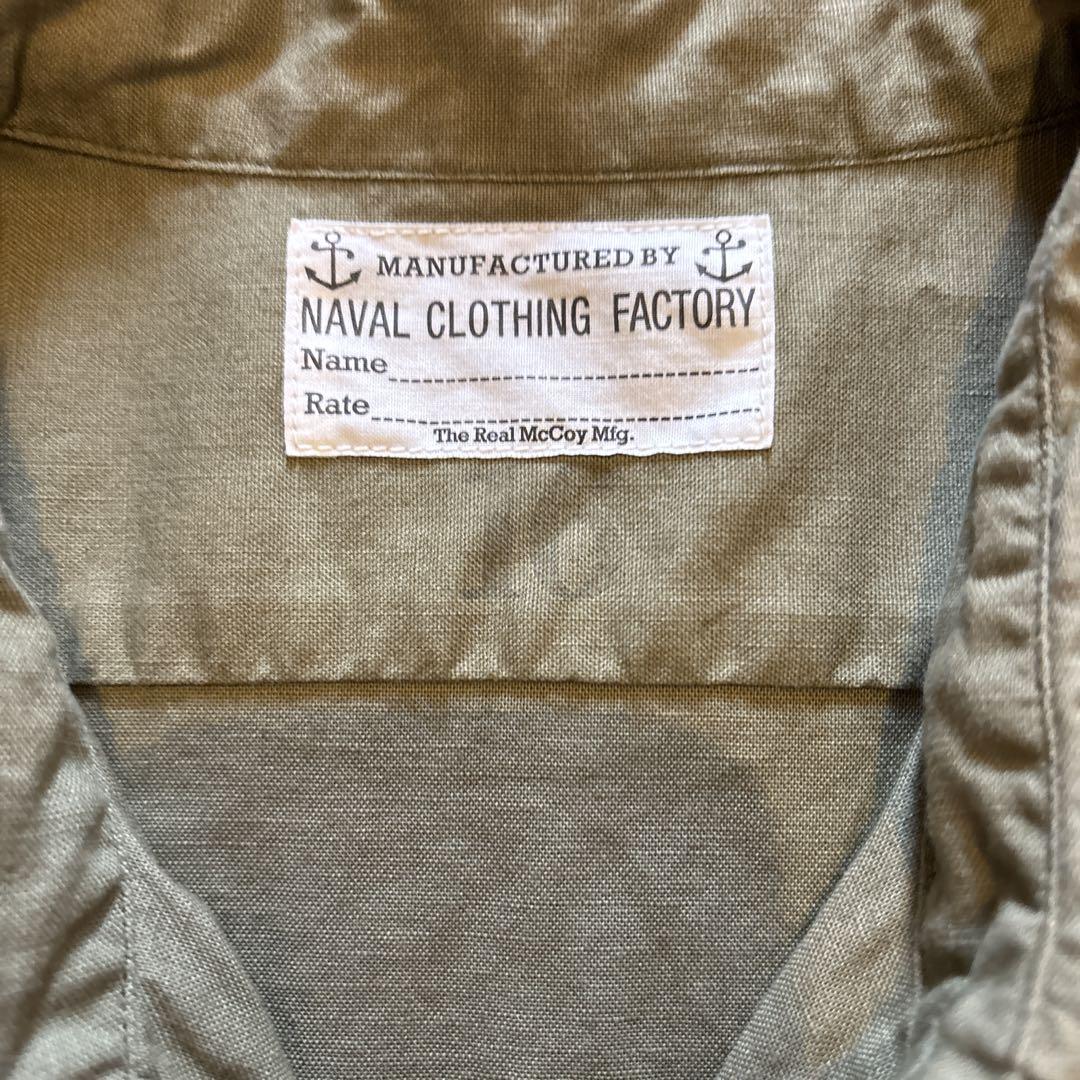 MANUFACTURED BY
NAVAL CLOTHING FACTORY
Name
Rate
The Real McCoy Mfg.